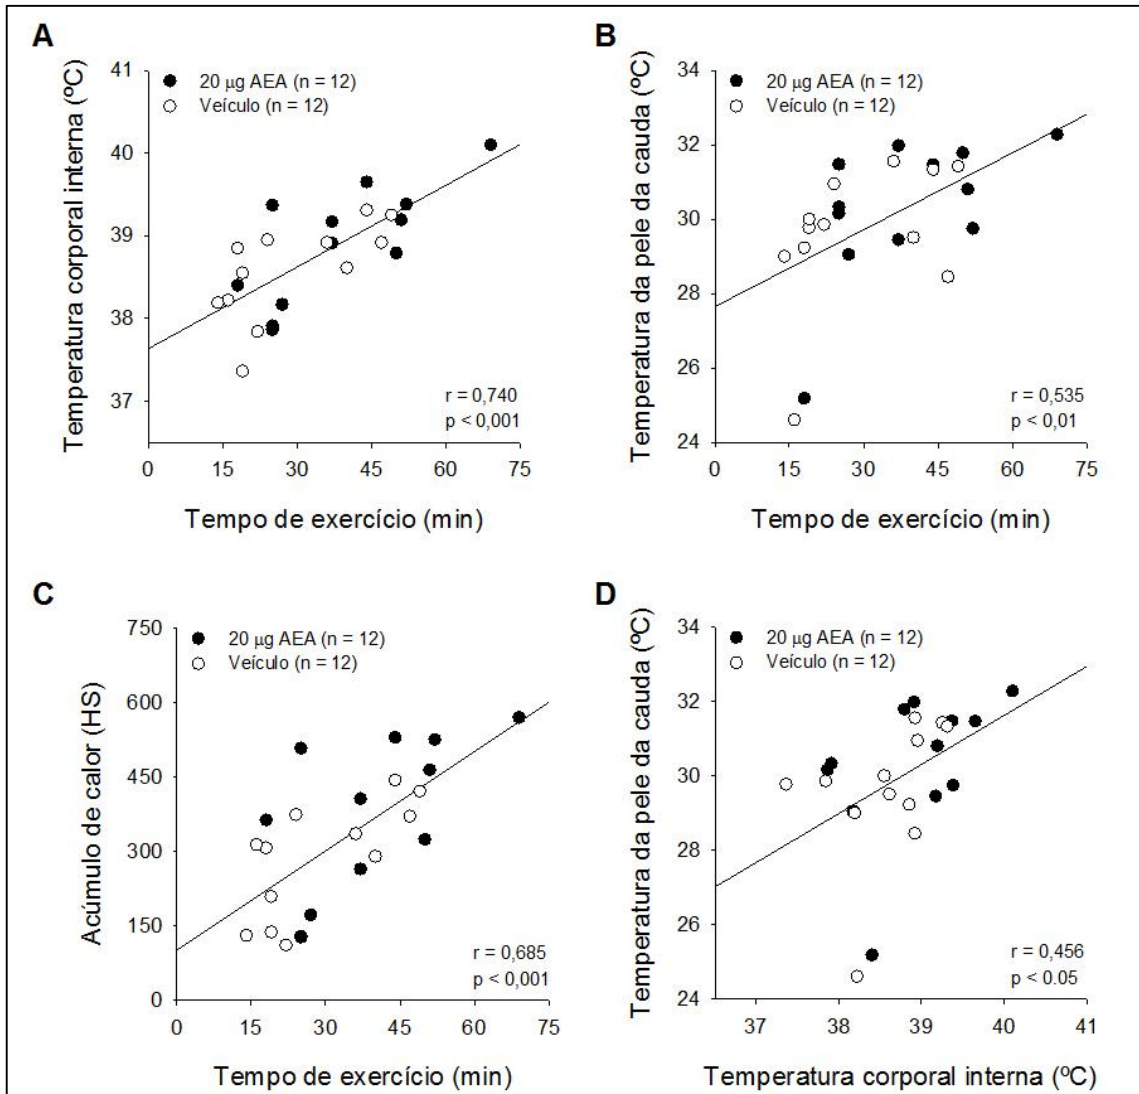 A
Temperatura corporal interna (ºC)
41
40
39
38
37
20 µg AEA (n = 12)
Veículo (n = 12)
r = 0,740
p < 0,001
0 15 30 45 60 75
Tempo de exercício (min)
B
Temperatura da pele da cauda (ºC)
34
32
30
28
26
24
20 µg AEA (n = 12)
Veículo (n = 12)
r = 0,535
p < 0,01
0 15 30 45 60 75
Tempo de exercício (min)
C
Acúmulo de calor (HS)
750
600
450
300
150
0
20 µg AEA (n = 12)
Veículo (n = 12)
r = 0,685
p < 0,001
0 15 30 45 60 75
Tempo de exercício (min)
D
Temperatura da pele da cauda (ºC)
34
32
30
28
26
24
20 µg AEA (n = 12)
Veículo (n = 12)
r = 0,456
p < 0.05
37 38 39 40 41
Temperatura corporal interna (ºC)